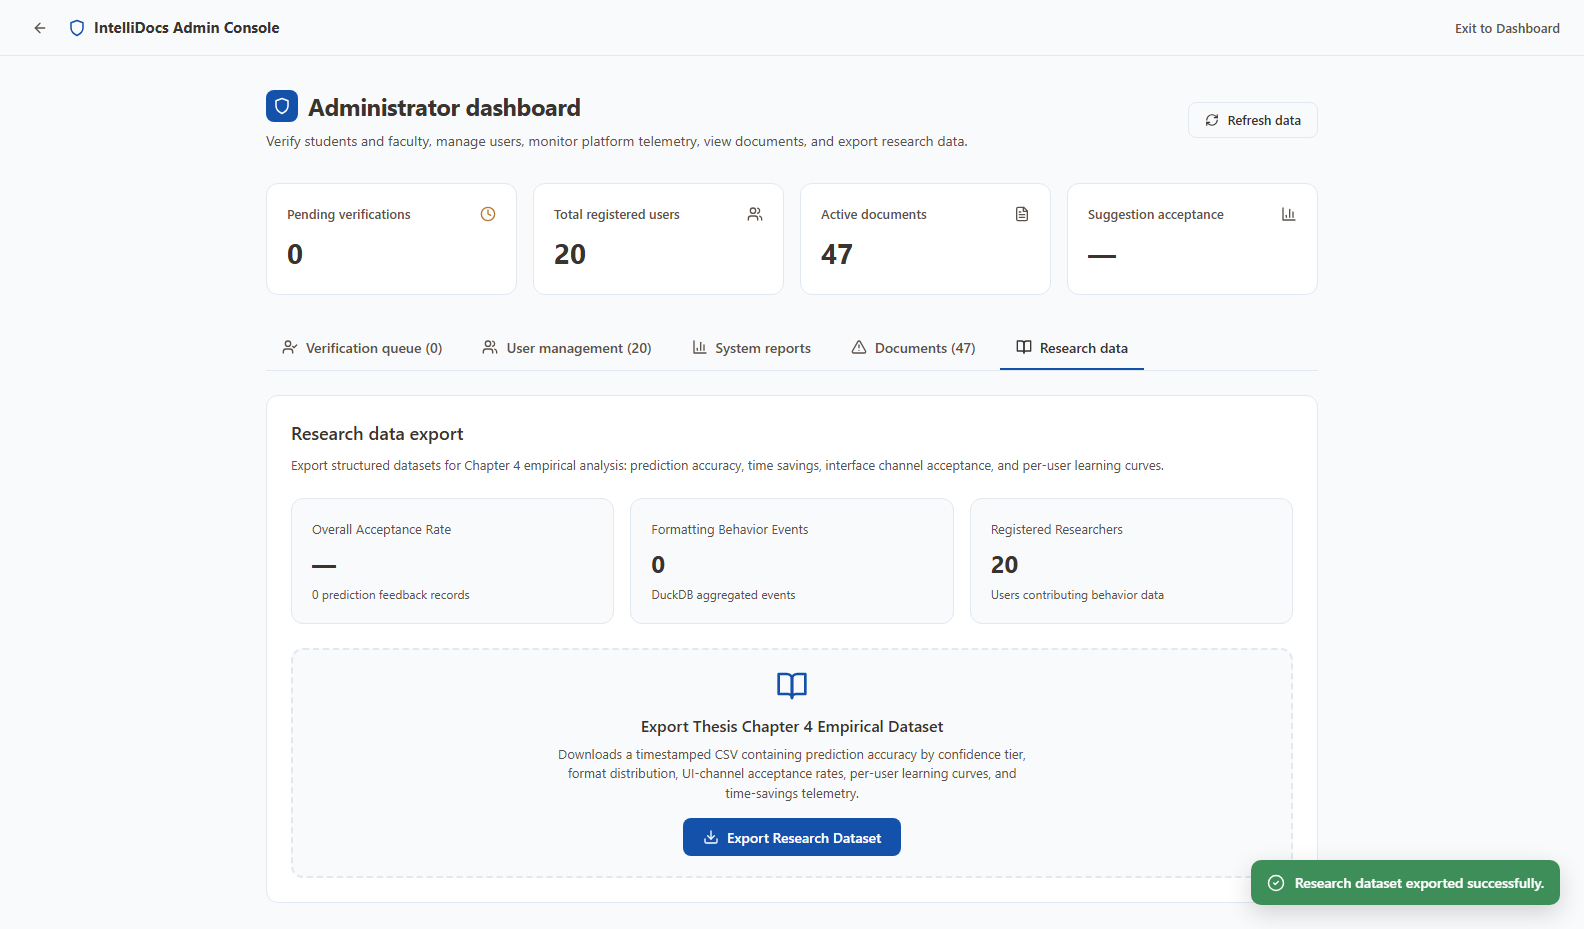 IntelliDocs Admin Console
Exit to Dashboard
Administrator dashboard
Verify students and faculty, manage users, monitor platform telemetry, view documents, and export research data.
Refresh data
Pending verifications
0
Total registered users
20
Active documents
47
Suggestion acceptance
—
Verification queue (0)
User management (20)
System reports
Documents (47)
Research data
Research data export
Export structured datasets for Chapter 4 empirical analysis: prediction accuracy, time savings, interface channel acceptance, and per-user learning curves.
Overall Acceptance Rate
—
0 prediction feedback records
Formatting Behavior Events
0
DuckDB aggregated events
Registered Researchers
20
Users contributing behavior data
Export Thesis Chapter 4 Empirical Dataset
Downloads a timestamped CSV containing prediction accuracy by confidence tier,
format distribution, UI-channel acceptance rates, per-user learning curves, and
time-savings telemetry.
Export Research Dataset
Research dataset exported successfully.